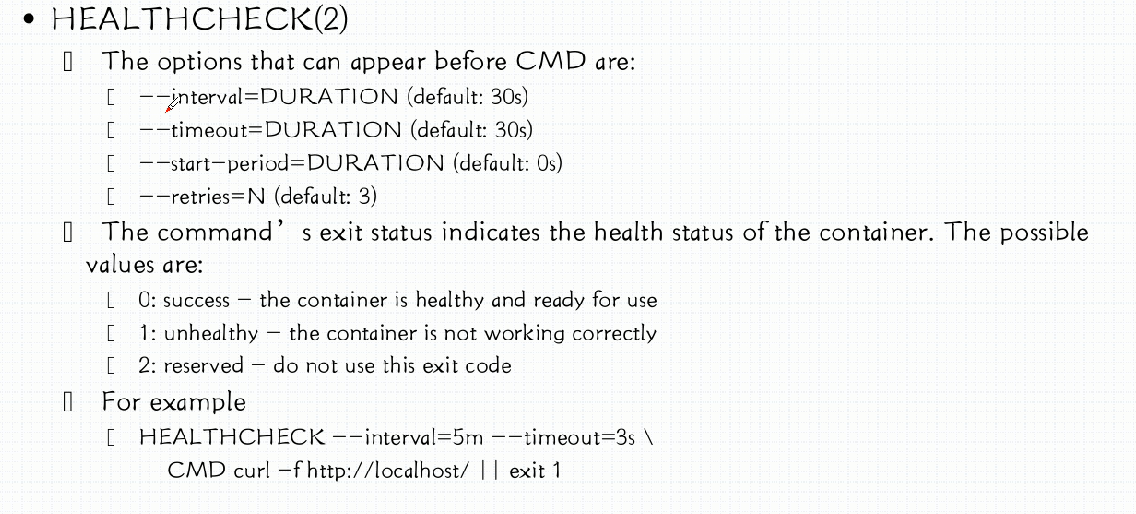 • HEALTHCHECK(2)
The options that can appear before CMD are:
--interval=DURATION (default: 30s)
--timeout=DURATION (default: 30s)
--start-period=DURATION (default: 0s)
--retries=N (default: 3)
The command’s exit status indicates the health status of the container. The possible
values are:
0: success - the container is healthy and ready for use
1: unhealthy - the container is not working correctly
2: reserved - do not use this exit code
For example
HEALTHCHECK --interval=5m --timeout=3s \
CMD curl -f http://localhost/ || exit 1